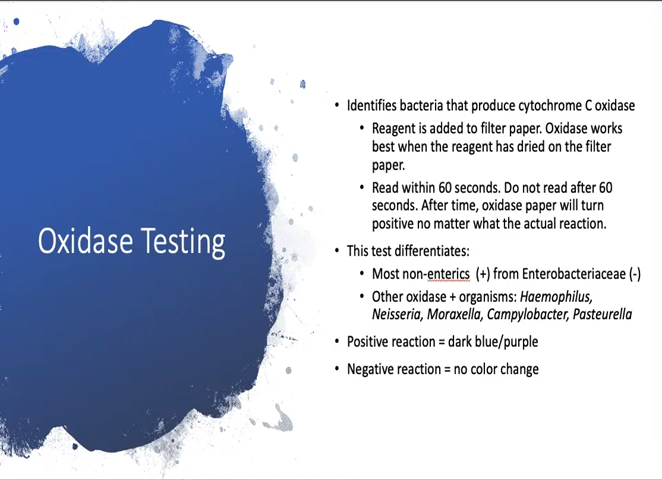 Oxidase Testing
• Identifies bacteria that produce cytochrome C oxidase
• Reagent is added to filter paper. Oxidase works
best when the reagent has dried on the filter
paper.
• Read within 60 seconds. Do not read after 60
seconds. After time, oxidase paper will turn
positive no matter what the actual reaction.
• This test differentiates:
• Most non-enterics (+) from Enterobacteriaceae (-)
• Other oxidase + organisms: Haemophilus,
Neisseria, Moraxella, Campylobacter, Pasteurella
• Positive reaction = dark blue/purple
• Negative reaction = no color change